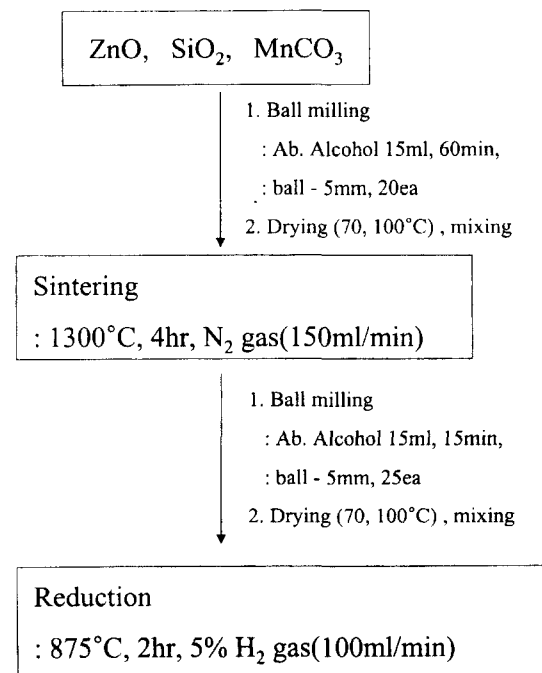 ZnO, SiO₂, MnCO₃
1. Ball milling
: Ab. Alcohol 15ml, 60min,
: ball - 5mm, 20ea
2. Drying (70, 100°C) , mixing
Sintering
: 1300°C, 4hr, N₂ gas(150ml/min)
1. Ball milling
: Ab. Alcohol 15ml, 15min,
: ball - 5mm, 25ea
2. Drying (70, 100°C) , mixing
Reduction
: 875°C, 2hr, 5% H₂ gas(100ml/min)